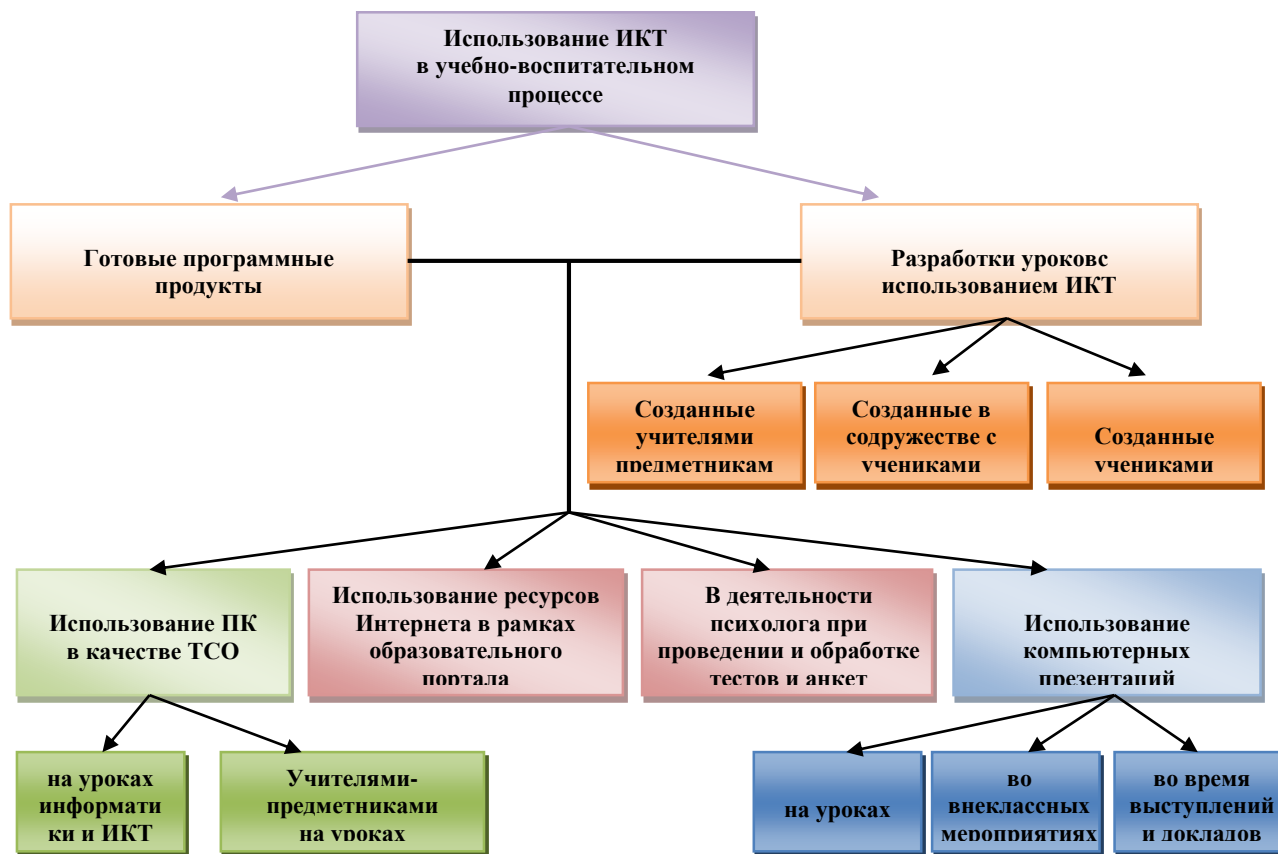 Использование ИКТ
в учебно-воспитательном
процессе
Готовые программные
продукты
Разработки уроковс
использованием ИКТ
Созданные
учителями
предметникам
Созданные в
содружестве с
учениками
Созданные
учениками
Использование ПК
в качестве ТСО
Использование ресурсов
Интернета в рамках
образовательного
портала
В деятельности
психолога при
проведении и обработке
тестов и анкет
Использование
компьютерных
презентаций
на уроках
информати
ки и ИКТ
Учителями-
предметниками
на уроках
на уроках
во
внеклассных
мероприятиях
во время
выступлений
и докладов